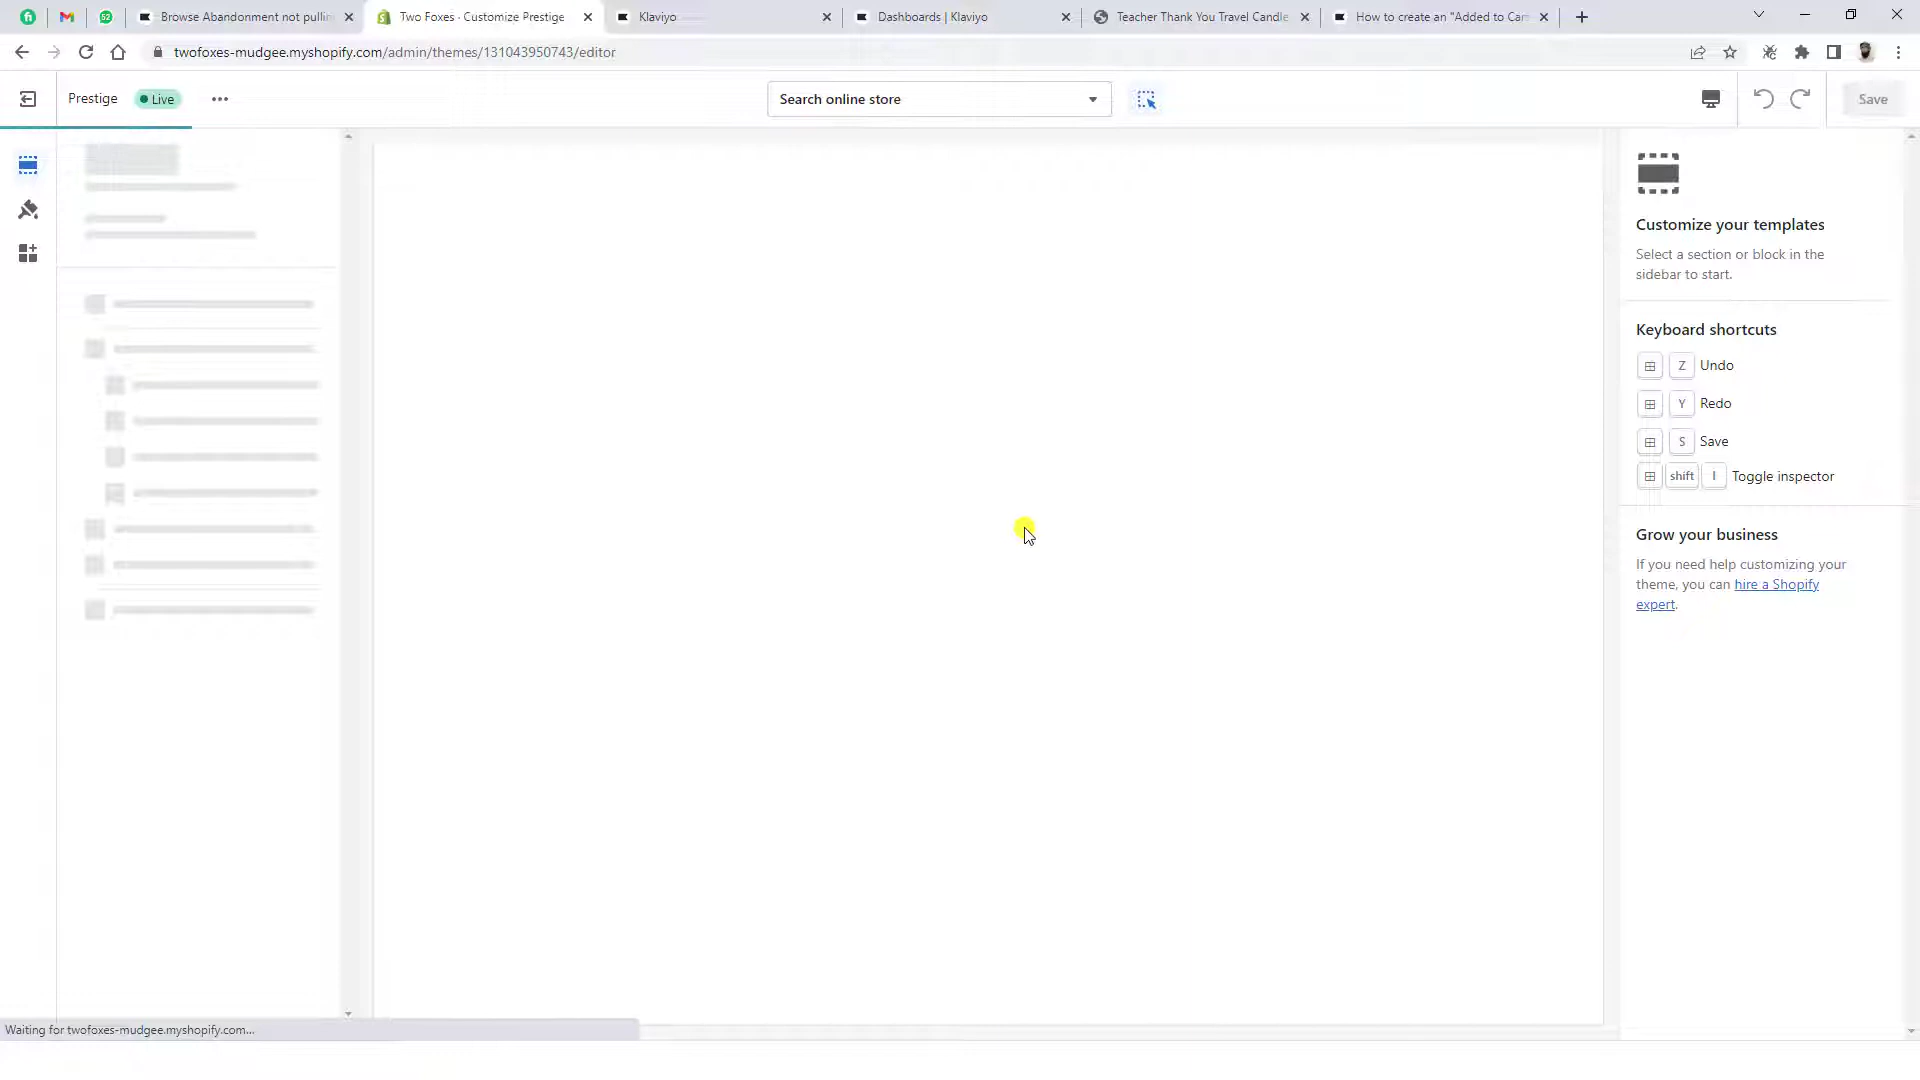 Browse Abandonment not pullin
Two Foxes · Customize Prestige
Klaviyo
Dashboards | Klaviyo
Teacher Thank You Travel Candle
How to create an "Added to Car
twofoxes-mudgee.myshopify.com/admin/themes/131043950743/editor
Prestige
Live
Search online store
Save
Customize your templates
Select a section or block in the
sidebar to start.
Keyboard shortcuts
Z Undo
Y Redo
S Save
shift I Toggle inspector
Grow your business
If you need help customizing your
theme, you can hire a Shopify
expert.
Waiting for twofoxes-mudgee.myshopify.com...